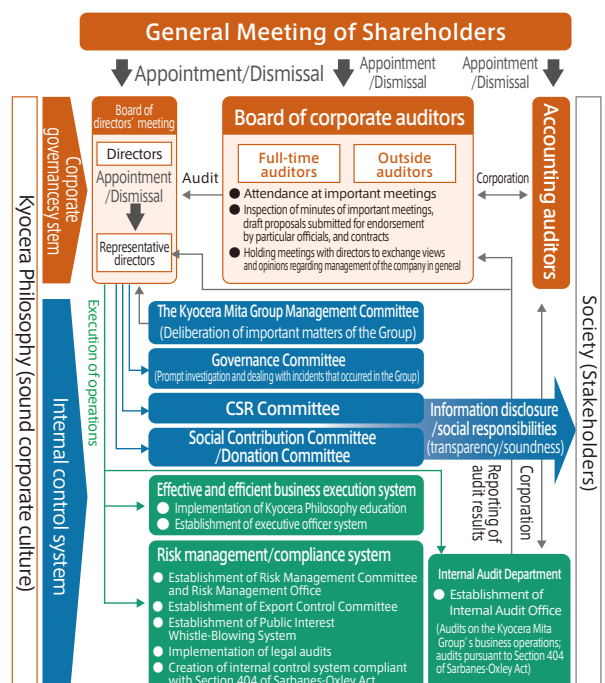 General Meeting of Shareholders
Appointment/Dismissal
Appointment
/Dismissal
Appointment
/Dismissal
Kyocera Philosophy (sound corporate culture)
Corporate
governancesy stem
Board of
directors' meeting
Directors
Appointment
/Dismissal
Representative
directors
Audit
Board of corporate auditors
Full-time
auditors
Outside
auditors
● Attendance at important meetings
● Inspection of minutes of important meetings,
draft proposals submitted for endorsement
by particular officials, and contracts
● Holding meetings with directors to exchange views
and opinions regarding management of the company in general
Corporation
Accounting auditors
Society (Stakeholders)
Internal control system
Execution of operations
The Kyocera Mita Group Management Committee
(Deliberation of important matters of the Group)
Governance Committee
(Prompt investigation and dealing with incidents that occurred in the Group)
CSR Committee
Social Contribution Committee
/Donation Committee
Information disclosure
/social responsibilities
(transparency/soundness)
Reporting of
audit results
Corporation
Effective and efficient business execution system
● Implementation of Kyocera Philosophy education
● Establishment of executive officer system
Risk management/compliance system
● Establishment of Risk Management Committee
and Risk Management Office
● Establishment of Export Control Committee
● Establishment of Public Interest
Whistle-Blowing System
● Implementation of legal audits
● Creation of internal control system compliant
with Section 404 of Sarbanes-Oxley Act
Internal Audit Department
● Establishment of
Internal Audit Office
(Audits on the Kyocera Mita
Group's business operations;
audits pursuant to Section 404
of Sarbanes-Oxley Act)